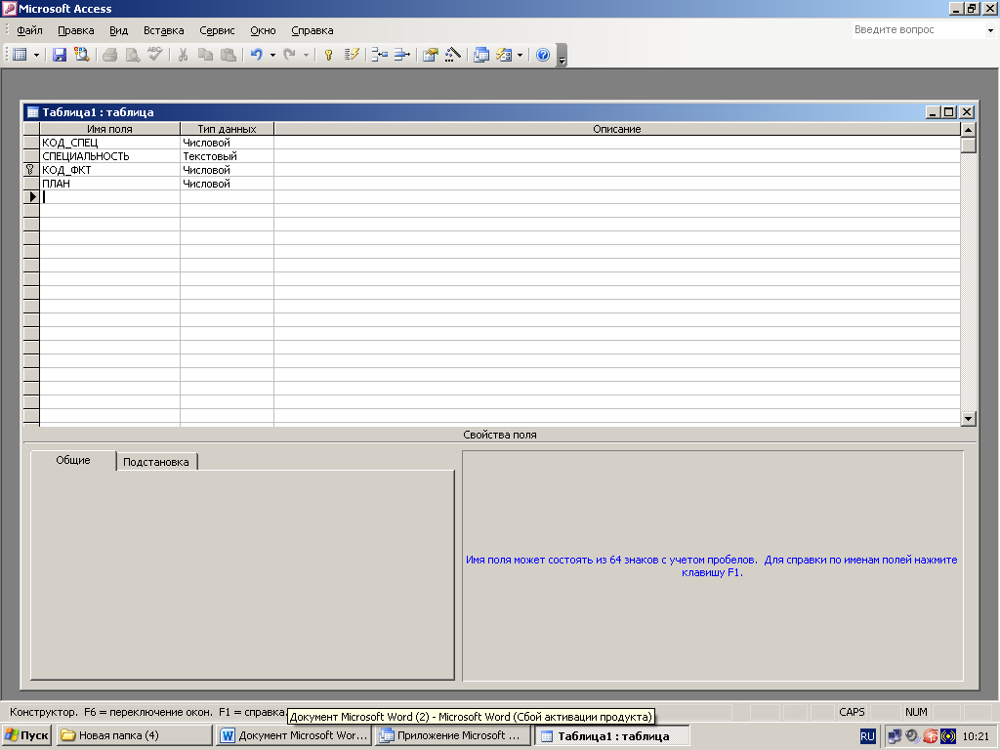 Microsoft Access
Файл Правка Вид Вставка Сервис Окно Справка Введите вопрос
Таблица1 : таблица
Имя поля Тип данных Описание
КОД_СПЕЦ Числовой
СПЕЦИАЛЬНОСТЬ Текстовый
КОД_ФКТ Числовой
ПЛАН Числовой
Свойства поля
Общие Подстановка
Имя поля может состоять из 64 знаков с учетом пробелов. Для справки по именам полей нажмите
клавишу F1.
Конструктор. F6 = переключение окон. F1 = справка. CAPS NUM
Документ Microsoft Word (2) - Microsoft Word (Сбой активации продукта)
Пуск Новая папка (4) Документ Microsoft Wor... Приложение Microsoft ... Таблица1 : таблица RU 10:21